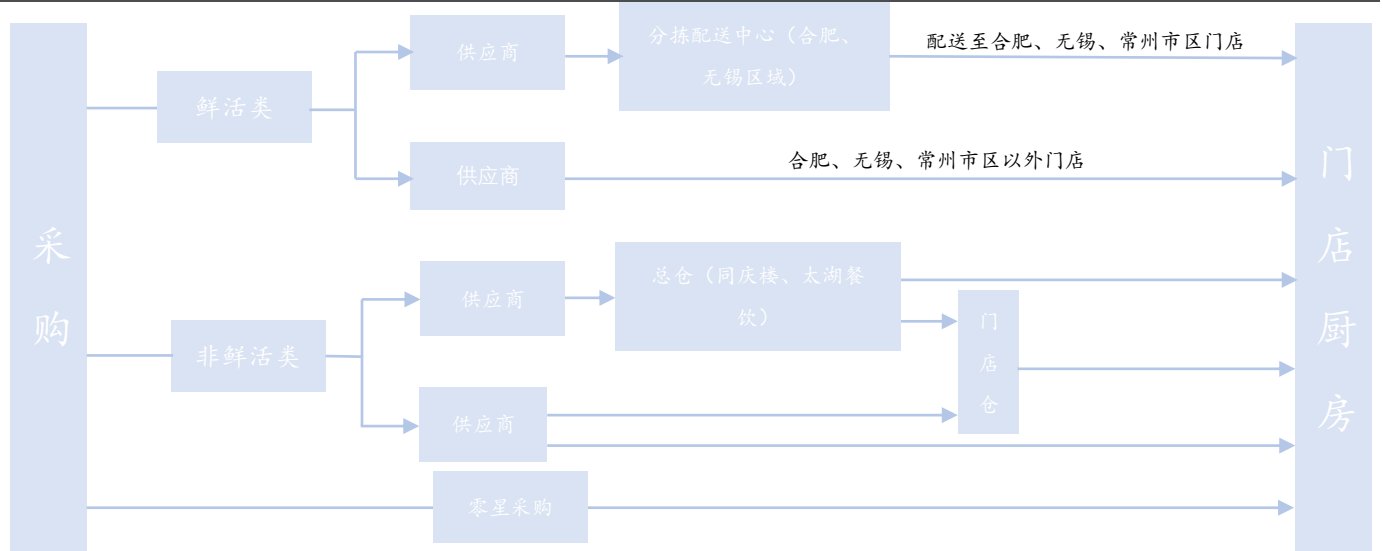 采购
鲜活类
供应商
分拣配送中心（合肥、
无锡区域）
配送至合肥、无锡、常州市区门店
供应商
合肥、无锡、常州市区以外门店
非鲜活类
供应商
总仓（同庆楼、太湖餐
饮）
门店仓
供应商
零星采购
门店厨房